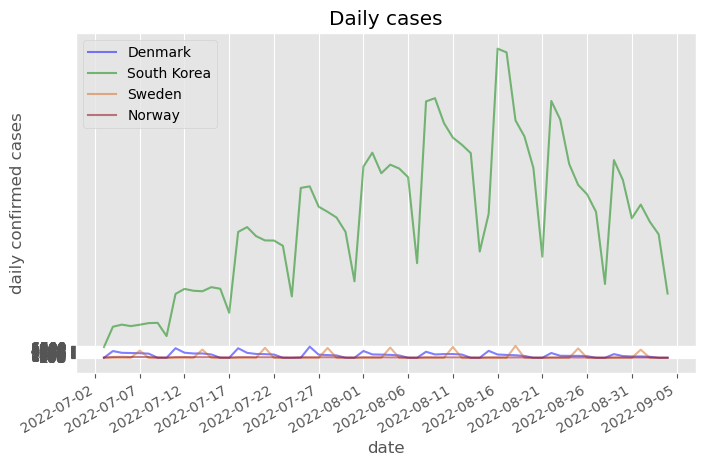 Daily cases
Denmark
South Korea
Sweden
Norway
daily confirmed cases
2022-07-02
2022-07-07
2022-07-12
2022-07-17
2022-07-22
2022-07-27
2022-08-01
2022-08-06
2022-08-11
2022-08-16
2022-08-21
2022-08-26
2022-08-31
2022-09-05
date